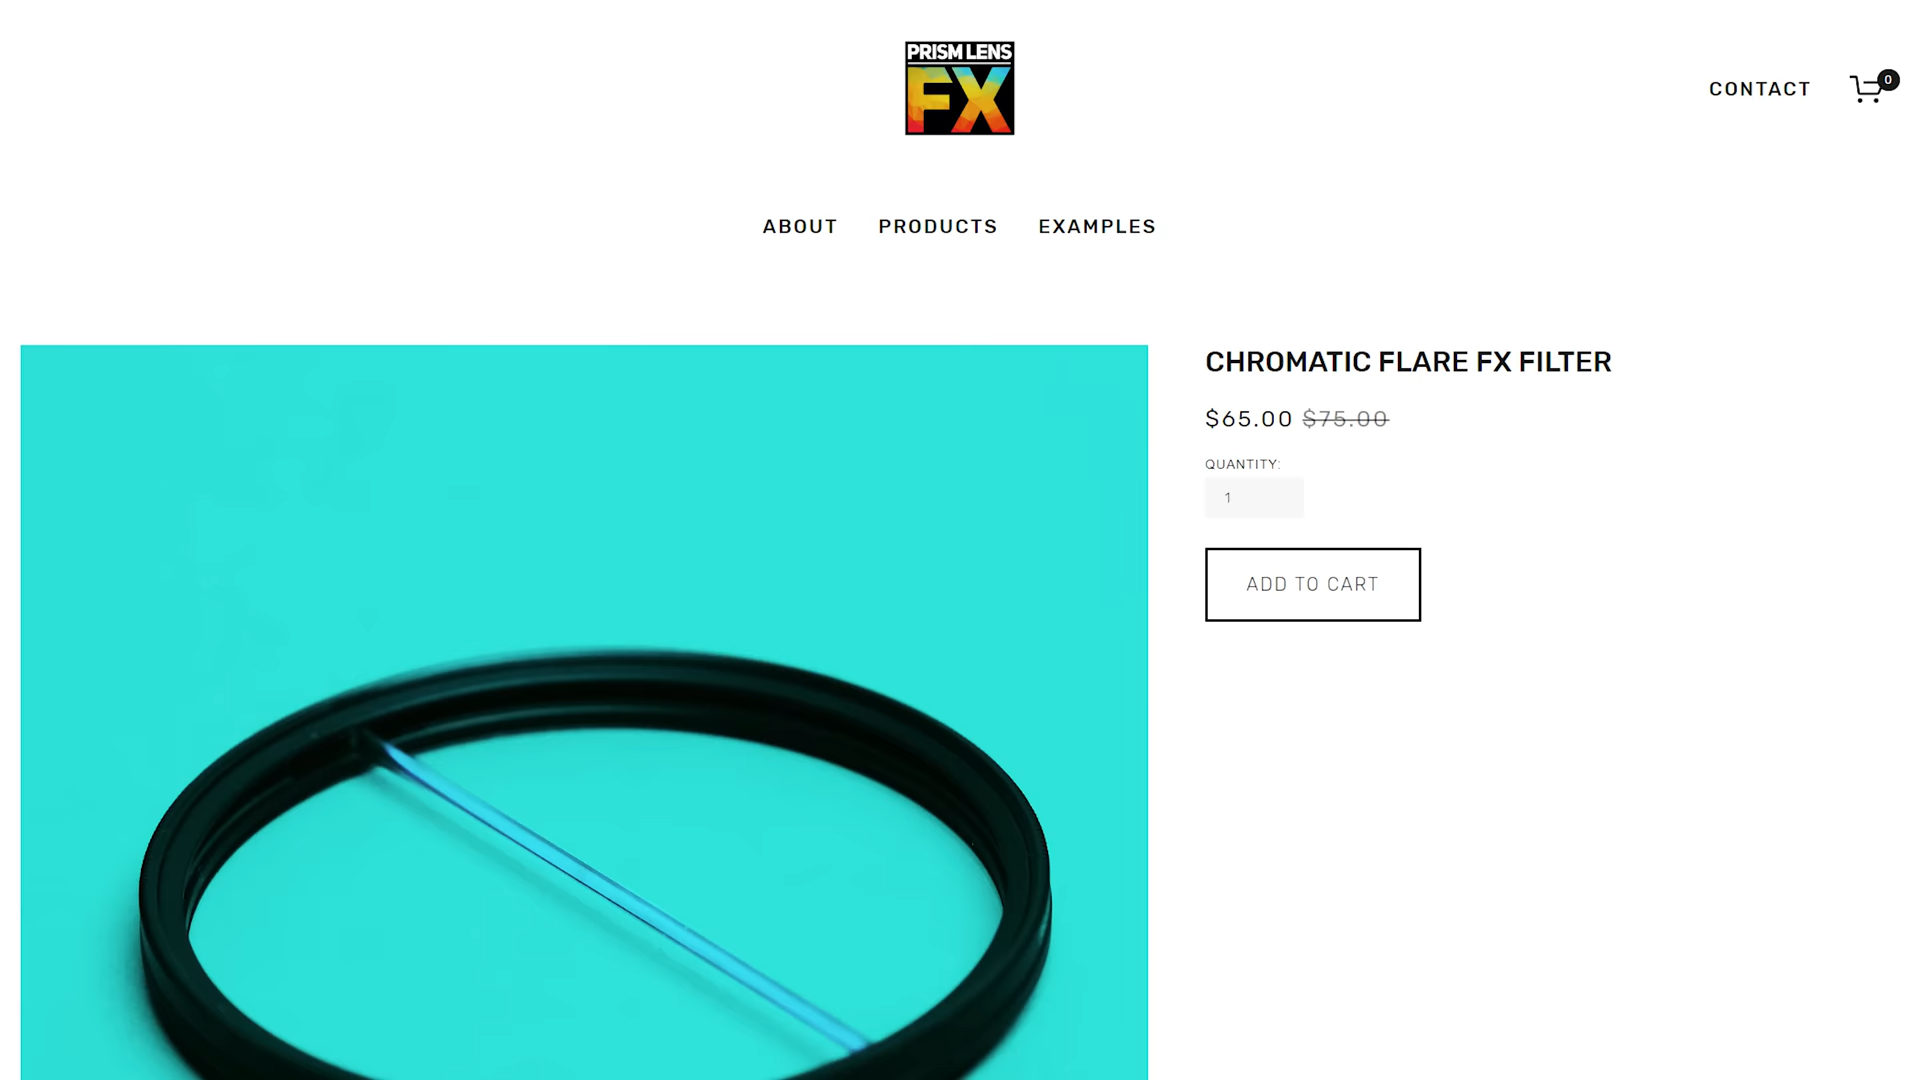 PRISM LENS
FX
CONTACT
0
ABOUT PRODUCTS EXAMPLES
CHROMATIC FLARE FX FILTER
$65.00 $75.00
QUANTITY:
1
ADD TO CART